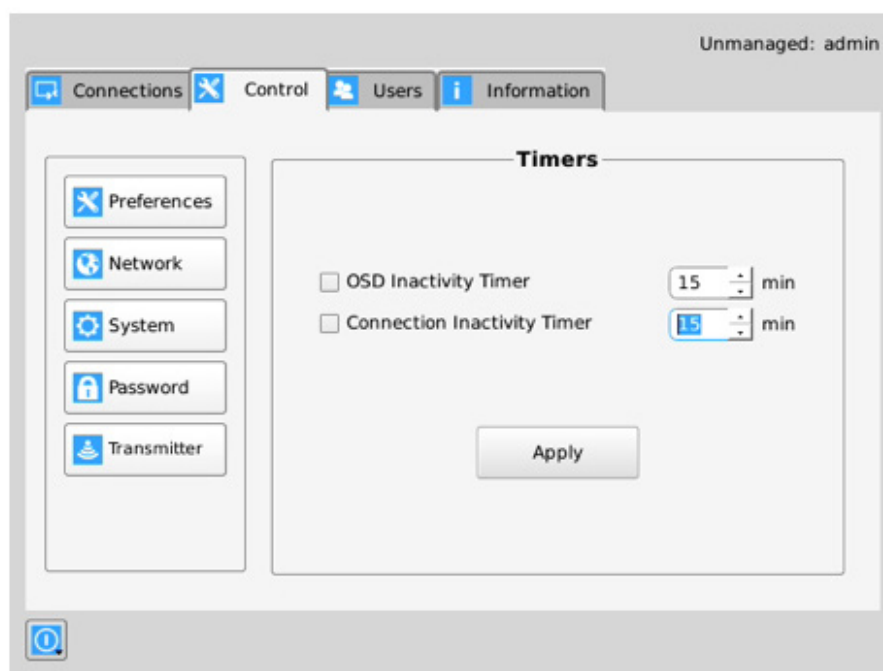 Unmanaged: admin
Connections Control Users Information
Preferences
Network
System
Password
Transmitter
Timers
OSD Inactivity Timer 15 min
Connection Inactivity Timer 15 min
Apply